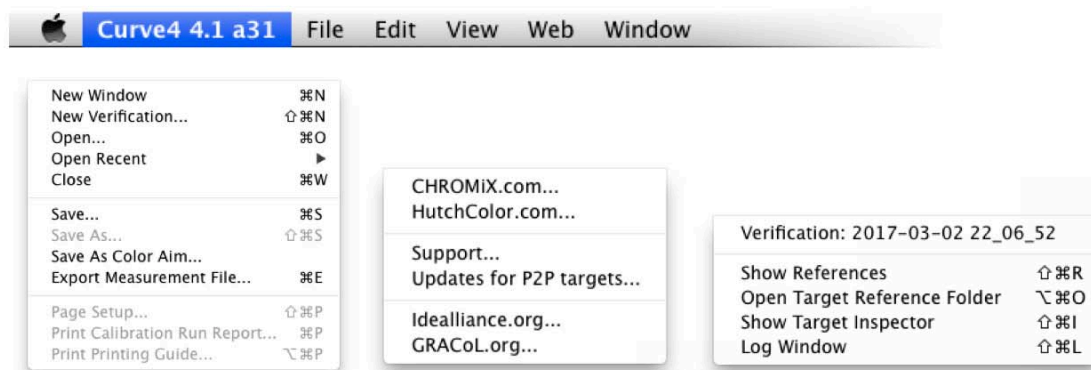 Curve4 4.1 a31 File Edit View Web Window
New Window ⌘N
New Verification... ⇧⌘N
Open... ⌘O
Open Recent ▶
Close ⌘W
Save... ⌘S
Save As... ⇧⌘S
Save As Color Aim...
Export Measurement File... ⌘E
Page Setup... ⇧⌘P
Print Calibration Run Report... ⌘P
Print Printing Guide... ⌥⌘P
CHROMiX.com...
HutchColor.com...
Support...
Updates for P2P targets...
Idealliance.org...
GRACoL.org...
Verification: 2017-03-02 22_06_52
Show References ⇧⌘R
Open Target Reference Folder ⌥⌘O
Show Target Inspector ⇧⌘I
Log Window ⇧⌘L